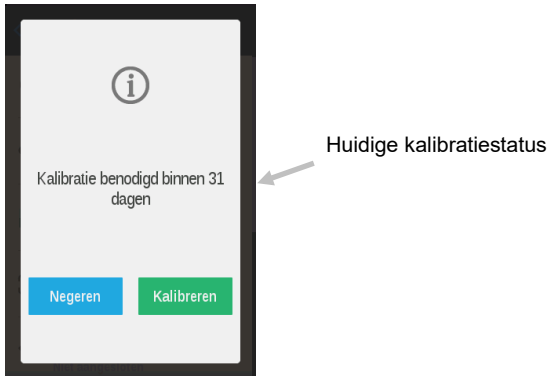 Kalibratie benodigd binnen 31
dagen
Huidige kalibratiestatus
Negeren
Kalibreren